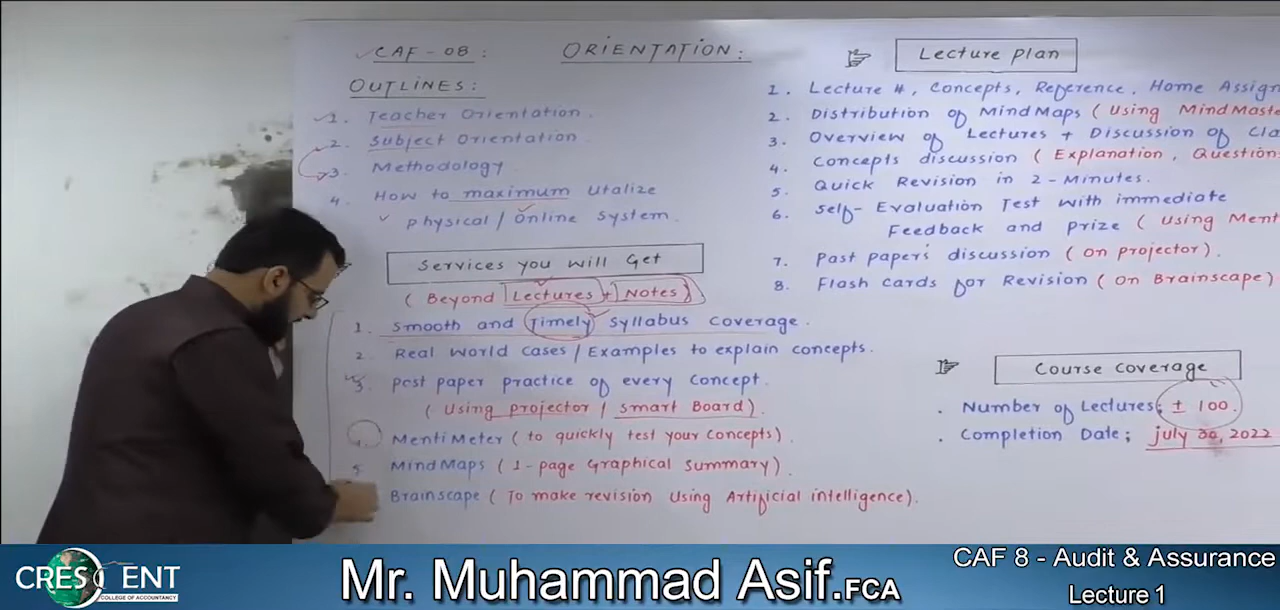 CAF - 08 :
ORIENTATION :
OUTLINES :
1. Teacher Orientation.
2. Subject Orientation.
3. Methodology
4. How to maximum utalize
physical / online system.
Services you will Get
( Beyond Lectures + Notes )
1. Smooth and Timely syllabus coverage.
2. Real world cases / Examples to explain concepts.
3. Past paper practice of every concept.
( Using projector / smart Board ).
4. MentiMeter ( to quickly test your concepts ).
5. MindMaps ( 1-page Graphical summary ).
Brainscape ( To make revision using Artificial intelligence ).
Lecture plan
1. Lecture #, Concepts, Reference, Home Assign
2. Distribution of MindMaps ( Using MindMaste
3. Overview of Lectures + Discussion of Cla
4. Concepts discussion ( Explanation, Question
5. Quick Revision in 2-Minutes.
6. Self-Evaluation Test with immediate
Feedback and prize ( Using Ment
7. Past paper's discussion ( on projector ).
8. Flash cards for Revision ( on Brainscape )
Course coverage
. Number of Lectures; ± 100.
. Completion Date; july 30, 2022
CRESCENT
COLLEGE OF ACCOUNTANCY
Mr. Muhammad Asif.FCA
CAF 8 - Audit & Assurance
Lecture 1